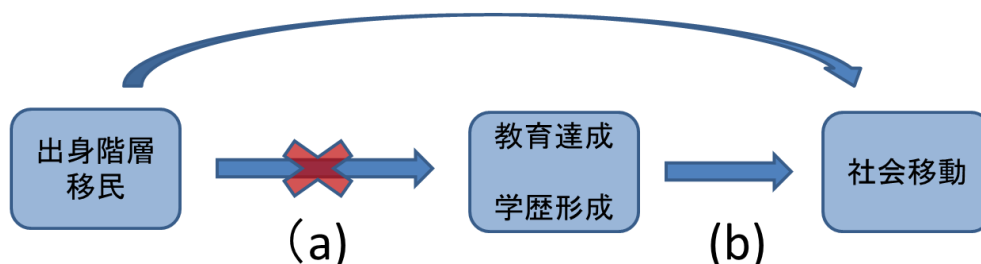 出身階層
移民
教育達成
学歴形成
社会移動
(a)
(b)